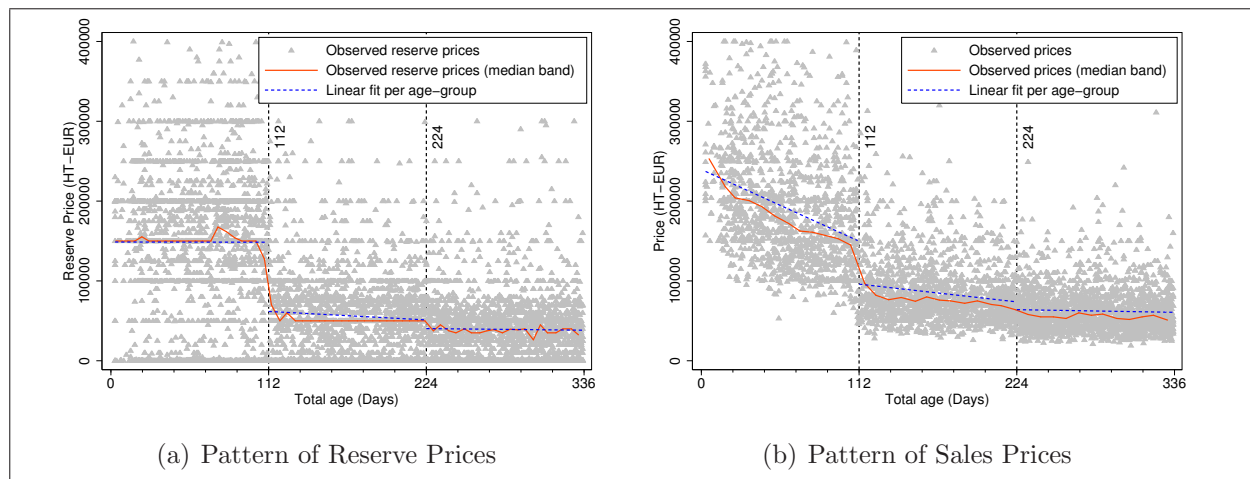 Observed reserve prices
Observed reserve prices (median band)
Linear fit per age−group
Reserve Price (HT−EUR)
0
100000
200000
300000
400000
112
224
0
112
224
336
Total age (Days)
(a) Pattern of Reserve Prices
Observed prices
Observed prices (median band)
Linear fit per age−group
Price (HT−EUR)
0
100000
200000
300000
400000
112
224
0
112
224
336
Total age (Days)
(b) Pattern of Sales Prices